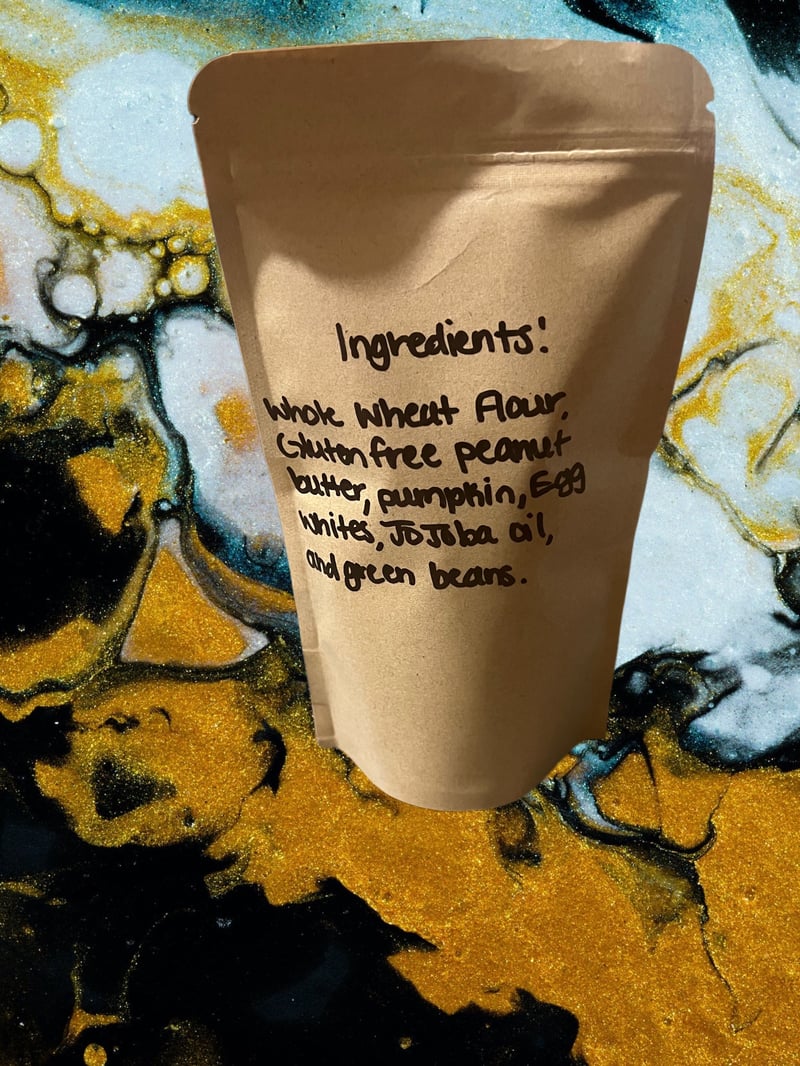 Ingredients:
Whole Wheat Flour,
Gluten free peanut
butter, pumpkin, Egg
whites, JoJoba oil,
and green beans.